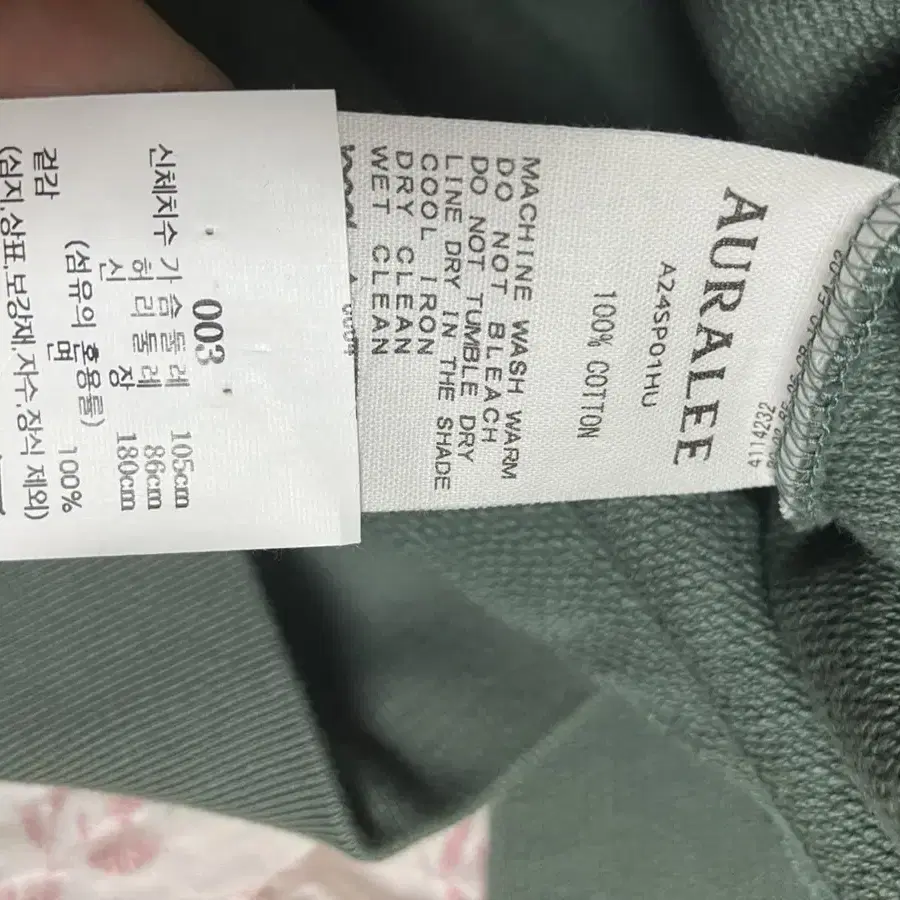 AURALEE
A24SP01HU
100% COTTON
MACHINE WASH WARM
DO NOT BLEACH
DO NOT TUMBLE DRY
LINE DRY IN THE SHADE
COOL IRON
DRY CLEAN
WET CLEAN
4114232
003
신체치수 가슴둘레 105cm
허리둘레 86cm
신 장 180cm
(섬유의 혼용률)
겉감 면 100%
(심지,상표,보강재,자수,장식 제외)